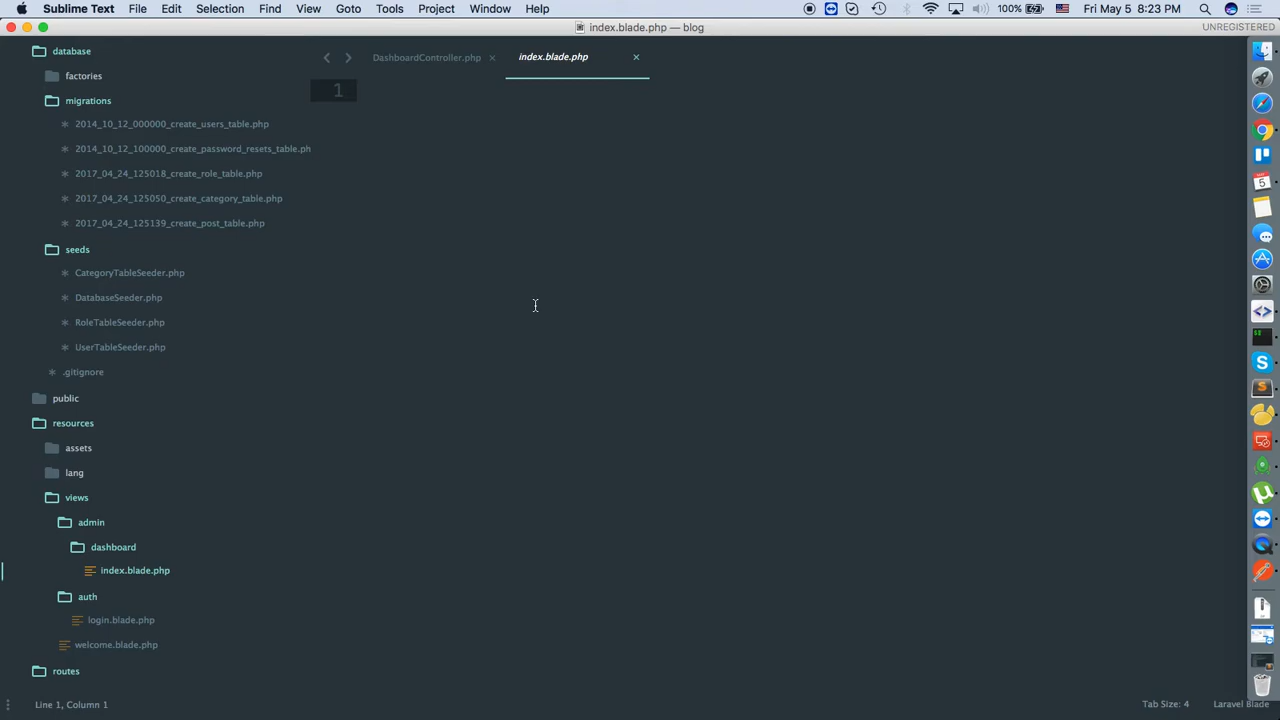 Sublime Text File Edit Selection Find View Goto Tools Project Window Help 100% Fri May 5 8:23 PM
index.blade.php — blog UNREGISTERED
database
factories
migrations
2014_10_12_000000_create_users_table.php
2014_10_12_100000_create_password_resets_table.ph
2017_04_24_125018_create_role_table.php
2017_04_24_125050_create_category_table.php
2017_04_24_125139_create_post_table.php
seeds
CategoryTableSeeder.php
DatabaseSeeder.php
RoleTableSeeder.php
UserTableSeeder.php
.gitignore
public
resources
assets
lang
views
admin
dashboard
index.blade.php
auth
login.blade.php
welcome.blade.php
routes
DashboardController.php index.blade.php
1
Line 1, Column 1 Tab Size: 4 Laravel Blade